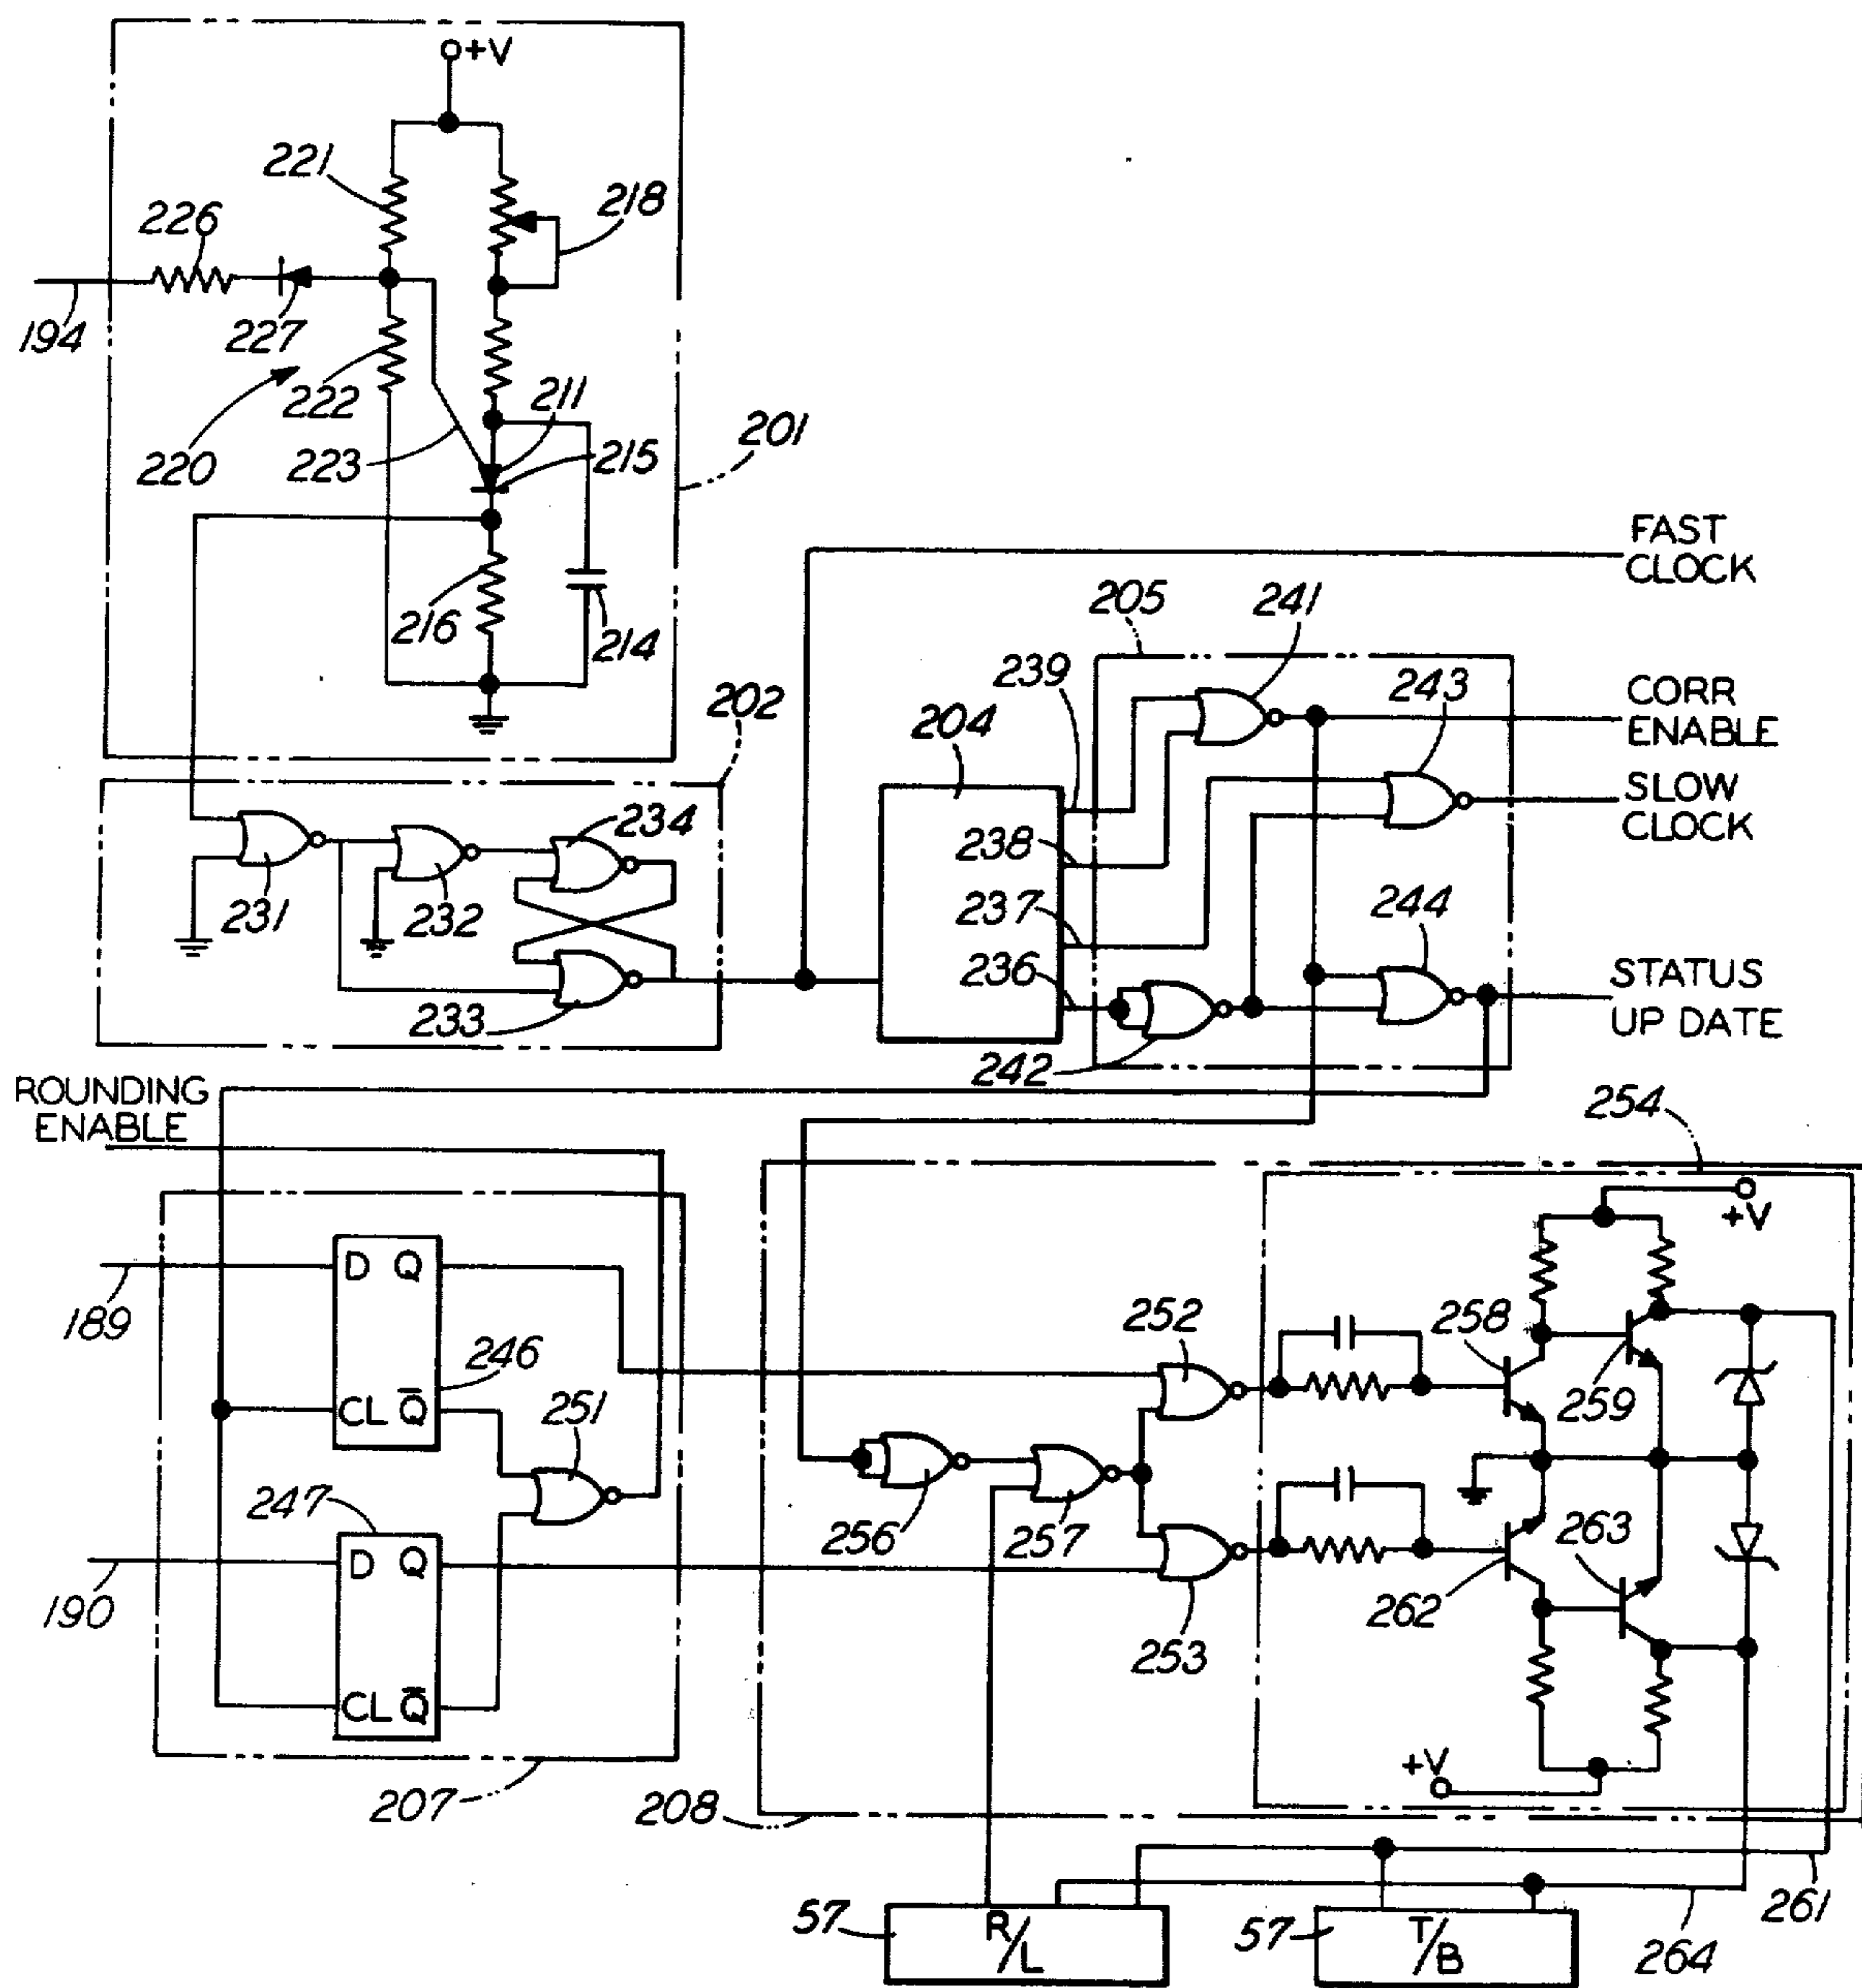 +V
221
218
226
194
227
222
220
223
211
215
201
216
214
FAST
CLOCK
205
241
239
243
CORR
ENABLE
202
204
234
238
SLOW
CLOCK
231
232
237
244
236
STATUS
UP DATE
233
242
ROUNDING
ENABLE
254
+V
D Q
189
252
258
246
259
CL Q̅
251
247
263
256
257
D Q
190
262
253
CL Q̅
+V
207
208
57
R/L
57
T/B
264
261